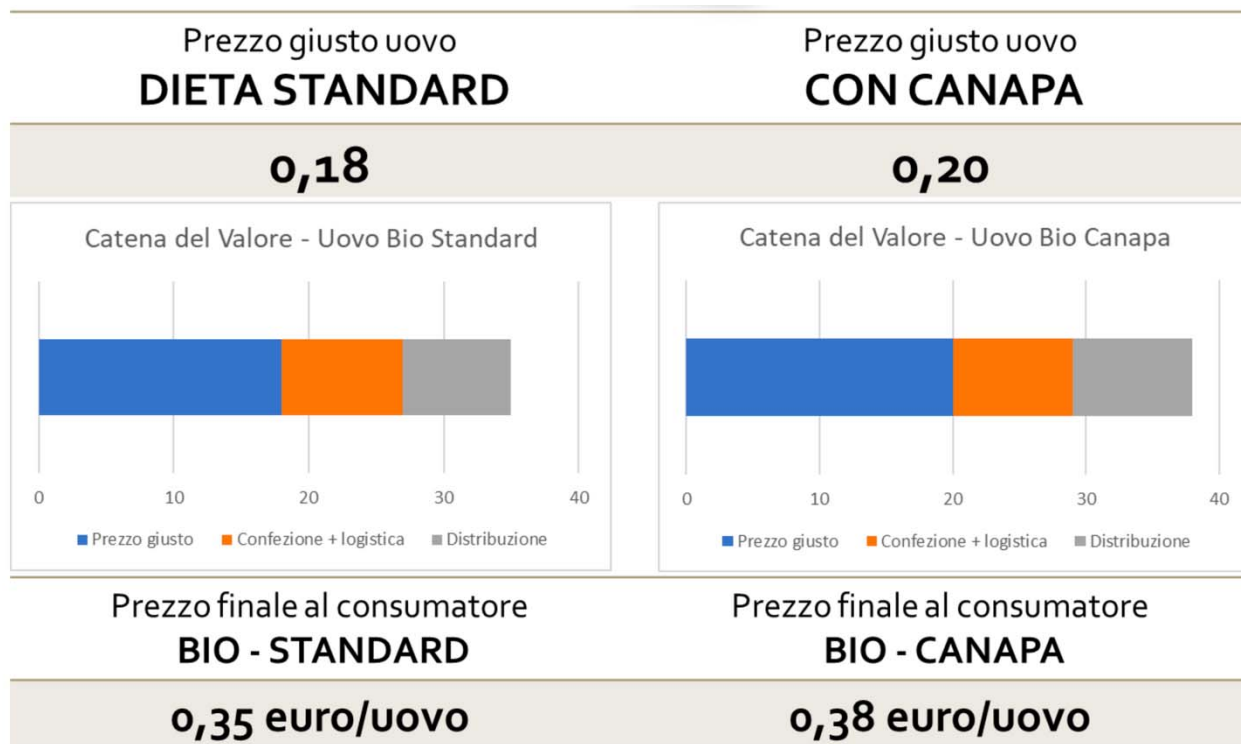 Prezzo giusto uovo
DIETA STANDARD
Prezzo giusto uovo
CON CANAPA
0,18
0,20
Catena del Valore - Uovo Bio Standard
0 10 20 30 40
Prezzo giusto Confezione + logistica Distribuzione
Catena del Valore - Uovo Bio Canapa
0 10 20 30 40
Prezzo giusto Confezione + logistica Distribuzione
Prezzo finale al consumatore
BIO - STANDARD
Prezzo finale al consumatore
BIO - CANAPA
0,35 euro/uovo
0,38 euro/uovo